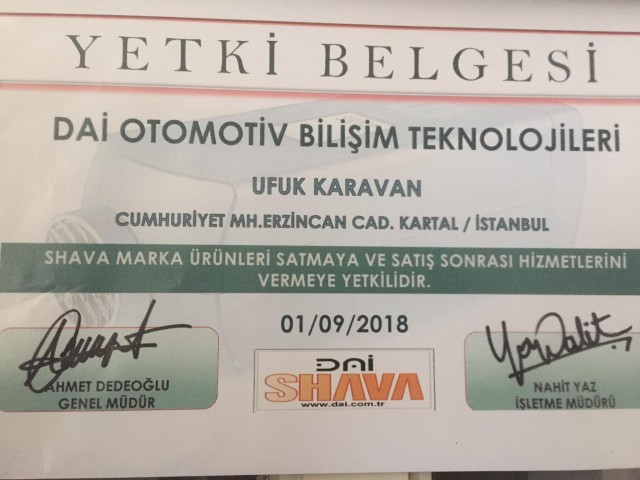 YETKİ BELGESİ
DAİ OTOMOTİV BİLİŞİM TEKNOLOJİLERİ
UFUK KARAVAN
CUMHURİYET MH.ERZİNCAN CAD. KARTAL / İSTANBUL
SHAVA MARKA ÜRÜNLERİ SATMAYA VE SATIŞ SONRASI HİZMETLERİNİ
VERMEYE YETKİLİDİR.
01/09/2018
AHMET DEDEOĞLU
GENEL MÜDÜR
DAİ
SHAVA
www.dai.com.tr
NAHİT YAZ
İŞLETME MÜDÜRÜ